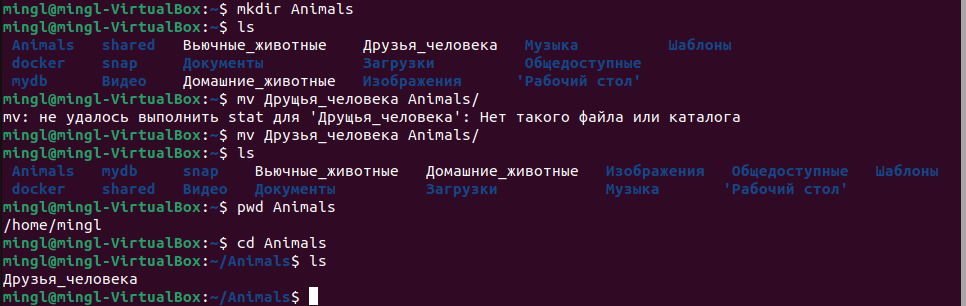 mingl@mingl-VirtualBox:~$ mkdir Animals
mingl@mingl-VirtualBox:~$ ls
Animals shared Вьючные_животные Друзья_человека Музыка Шаблоны
docker snap Документы Загрузки Общедоступные
mydb Видео Домашние_животные Изображения 'Рабочий стол'
mingl@mingl-VirtualBox:~$ mv Друщья_человека Animals/
mv: не удалось выполнить stat для 'Друщья_человека': Нет такого файла или каталога
mingl@mingl-VirtualBox:~$ mv Друзья_человека Animals/
mingl@mingl-VirtualBox:~$ ls
Animals mydb snap Вьючные_животные Домашние_животные Изображения Общедоступные Шаблоны
docker shared Видео Документы Загрузки Музыка 'Рабочий стол'
mingl@mingl-VirtualBox:~$ pwd Animals
/home/mingl
mingl@mingl-VirtualBox:~$ cd Animals
mingl@mingl-VirtualBox:~/Animals$ ls
Друзья_человека
mingl@mingl-VirtualBox:~/Animals$